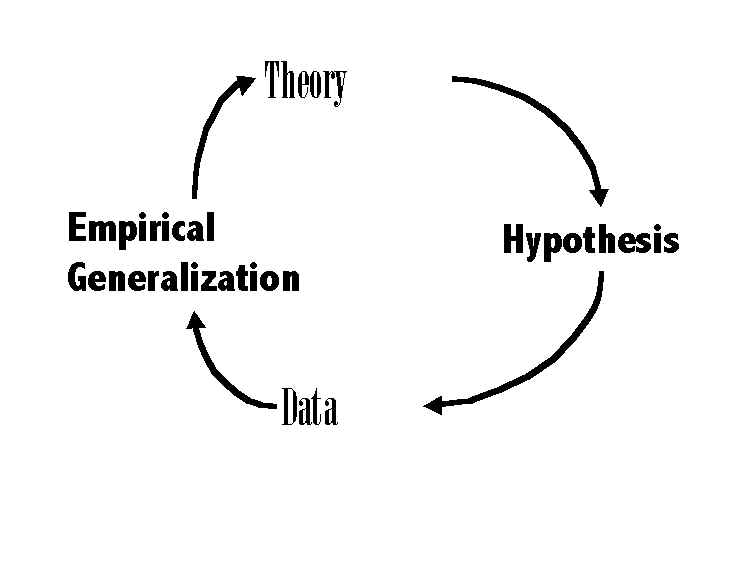 Theory
Empirical
Generalization
Hypothesis
Data